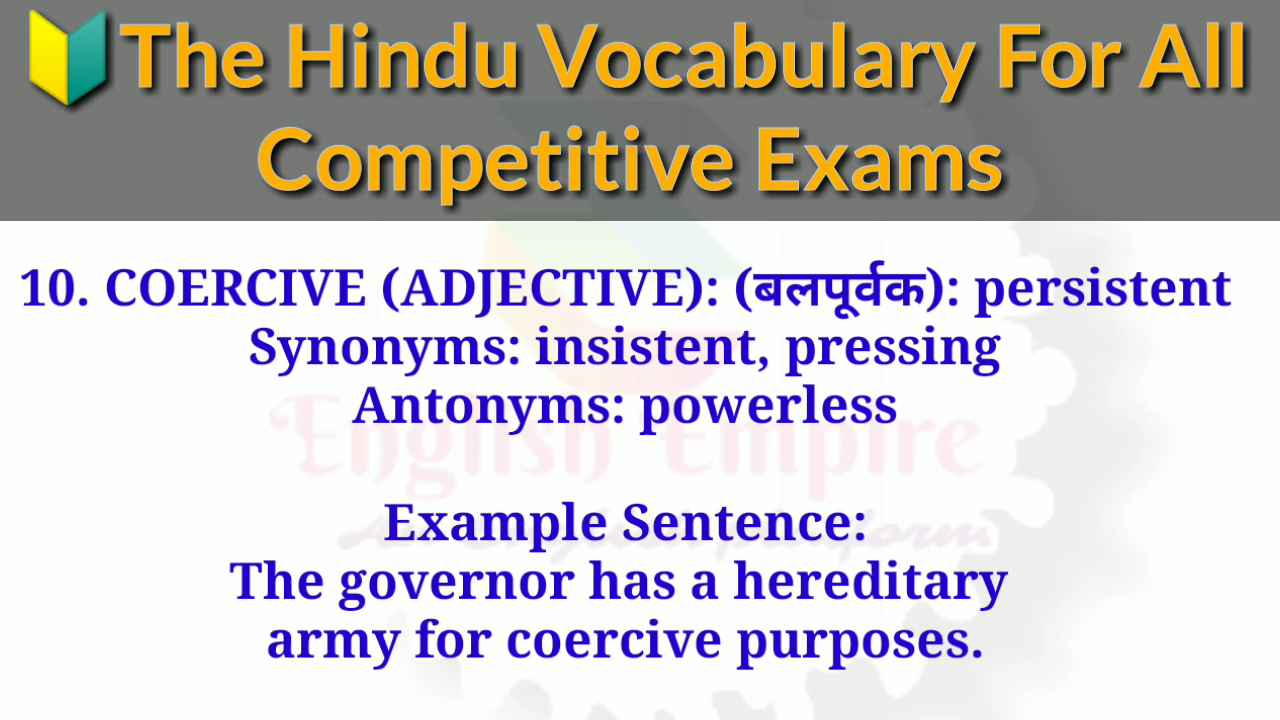 🔰The Hindu Vocabulary For All
Competitive Exams
10. COERCIVE (ADJECTIVE): (बलपूर्वक): persistent
Synonyms: insistent, pressing
Antonyms: powerless
English Empire
Example Sentence:
The governor has a hereditary
army for coercive purposes.